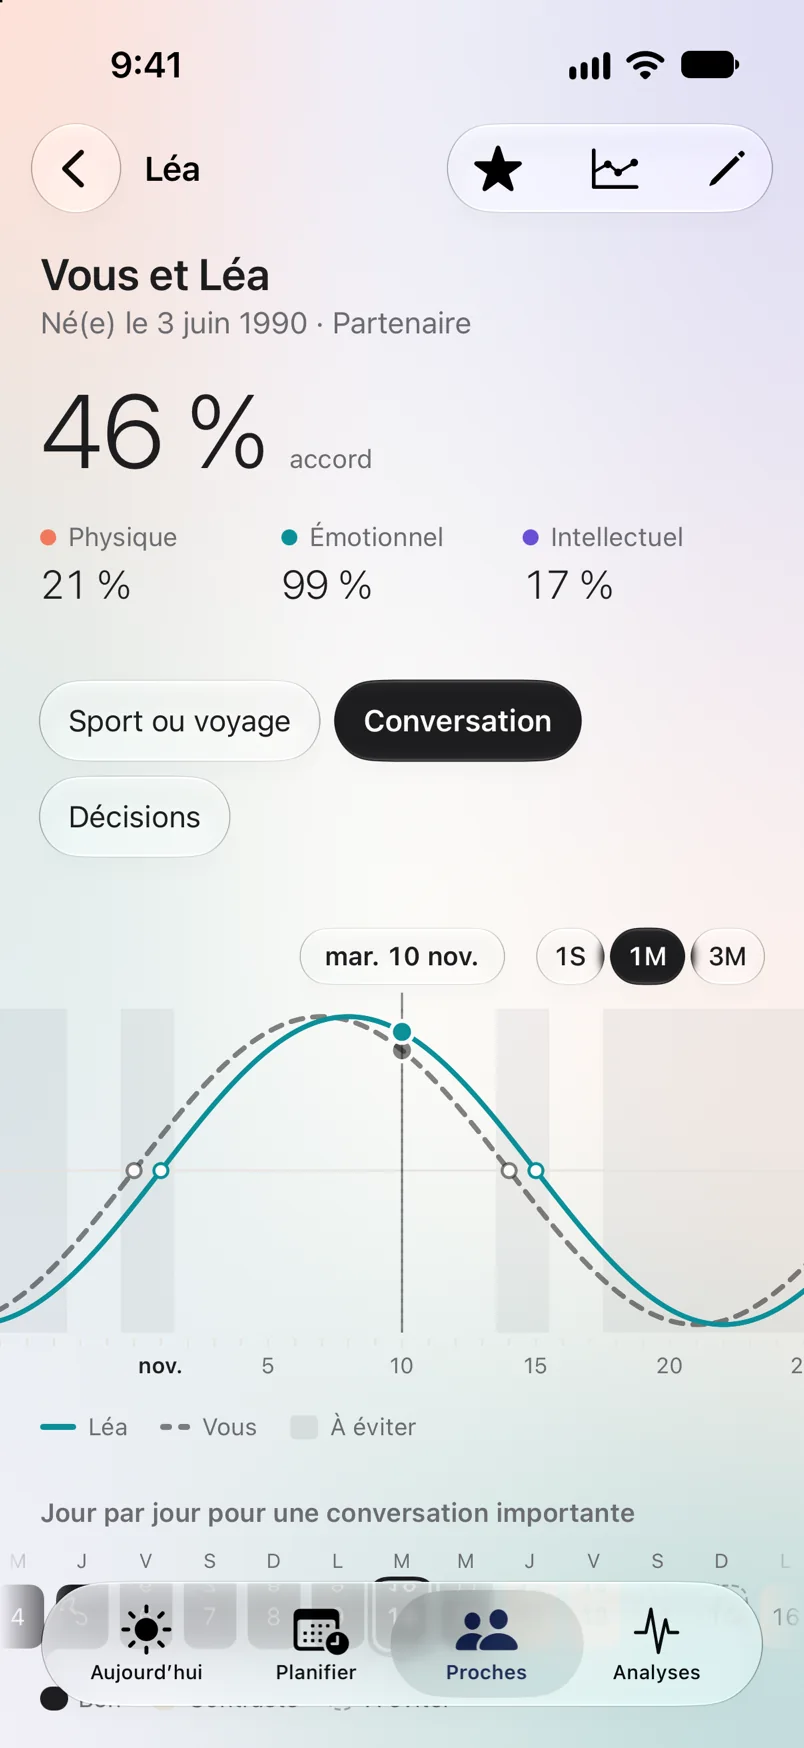 9:41
Léa
Vous et Léa
Né(e) le 3 juin 1990 · Partenaire
46 % accord
Physique Émotionnel Intellectuel
21 % 99 % 17 %
Sport ou voyage Conversation
Décisions
mar. 10 nov. 1S 1M 3M
nov. 5 10 15 20
Léa Vous À éviter
Jour par jour pour une conversation importante
M J V S D L M M J V S D L
4 5 7 8 16
Aujourd'hui Planifier Proches Analyses